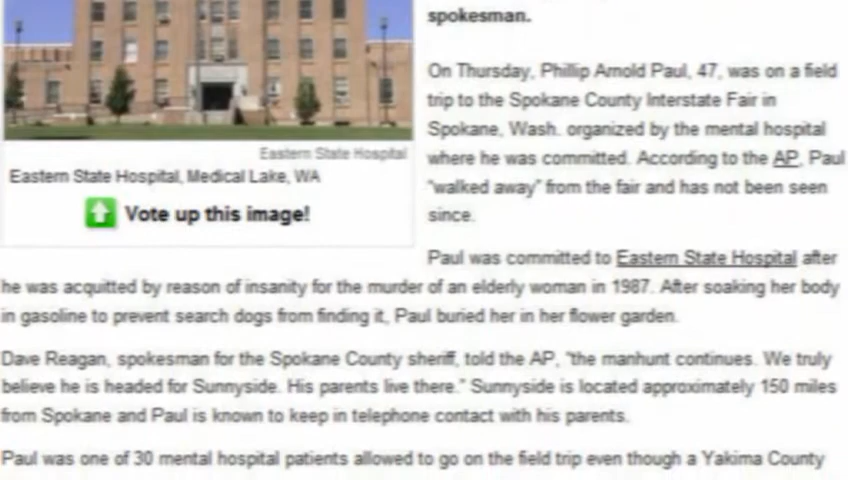 spokesman.
On Thursday, Phillip Arnold Paul, 47, was on a field
trip to the Spokane County Interstate Fair in
Spokane, Wash. organized by the mental hospital
where he was committed. According to the AP, Paul
"walked away" from the fair and has not been seen
since.
Eastern State Hospital
Eastern State Hospital, Medical Lake, WA
Vote up this image!
Paul was committed to Eastern State Hospital after
he was acquitted by reason of insanity for the murder of an elderly woman in 1987. After soaking her body
in gasoline to prevent search dogs from finding it, Paul buried her in her flower garden.
Dave Reagan, spokesman for the Spokane County sheriff, told the AP, "the manhunt continues. We truly
believe he is headed for Sunnyside. His parents live there." Sunnyside is located approximately 150 miles
from Spokane and Paul is known to keep in telephone contact with his parents.
Paul was one of 30 mental hospital patients allowed to go on the field trip even though a Yakima County